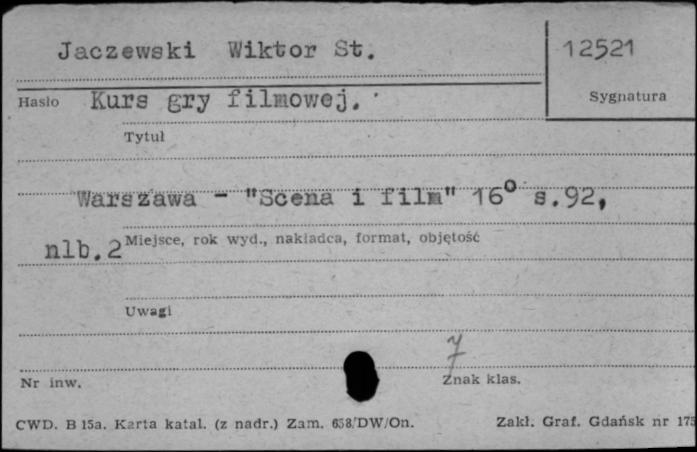 Jaczewski Wiktor St.
12521
Hasło Kurs gry filmowej.
Sygnatura
Tytuł
Warszawa - "Scena i film" 16° s.92,
nlb.2 Miejsce, rok wyd., nakładca, format, objętość
Uwagi
7
Nr inw.
Znak klas.
CWD. B 15a. Karta katal. (z nadr.) Zam. 658/DW/On.
Zakł. Graf. Gdańsk nr 175